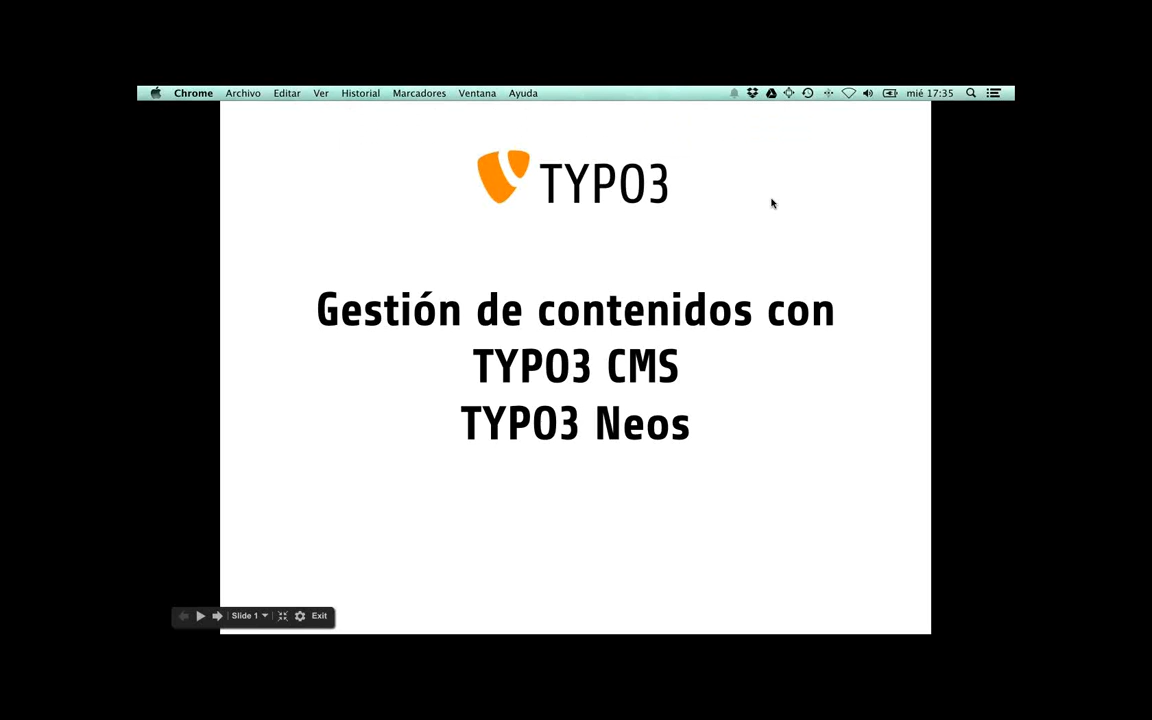 Chrome Archivo Editar Ver Historial Marcadores Ventana Ayuda mié 17:35
TYPO3
Gestión de contenidos con
TYPO3 CMS
TYPO3 Neos
Slide 1 Exit